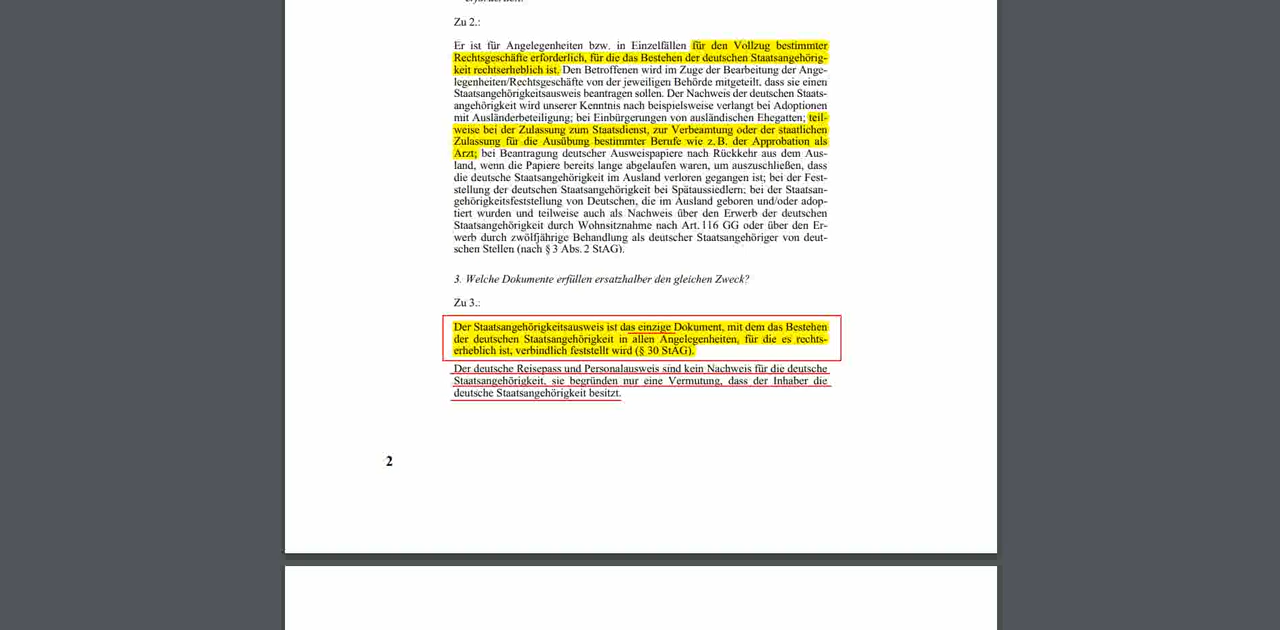 Zu 2.:
Er ist für Angelegenheiten bzw. in Einzelfällen für den Vollzug bestimmter
Rechtsgeschäfte erforderlich, für die das Bestehen der deutschen Staatsangehörig-
keit rechtserheblich ist. Den Betroffenen wird im Zuge der Bearbeitung der Ange-
legenheiten/Rechtsgeschäfte von der jeweiligen Behörde mitgeteilt, dass sie einen
Staatsangehörigkeitsausweis beantragen sollen. Der Nachweis der deutschen Staats-
angehörigkeit wird unserer Kenntnis nach beispielsweise verlangt bei Adoptionen
mit Ausländerbeteiligung; bei Einbürgerungen von ausländischen Ehegatten; teil-
weise bei der Zulassung zum Staatsdienst, zur Verbeamtung oder der staatlichen
Zulassung für die Ausübung bestimmter Berufe wie z. B. der Approbation als
Arzt; bei Beantragung deutscher Ausweispapiere nach Rückkehr aus dem Aus-
land, wenn die Papiere bereits lange abgelaufen waren, um auszuschließen, dass
die deutsche Staatsangehörigkeit im Ausland verloren gegangen ist; bei der Fest-
stellung der deutschen Staatsangehörigkeit bei Spätaussiedlern; bei der Staatsan-
gehörigkeitsfeststellung von Deutschen, die im Ausland geboren und/oder adop-
tiert wurden und teilweise auch als Nachweis über den Erwerb der deutschen
Staatsangehörigkeit durch Wohnsitznahme nach Art. 116 GG oder über den Er-
werb durch zwölfjährige Behandlung als deutscher Staatsangehöriger von deut-
schen Stellen (nach § 3 Abs. 2 StAG).
3. Welche Dokumente erfüllen ersatzhalber den gleichen Zweck?
Zu 3.:
Der Staatsangehörigkeitsausweis ist das einzige Dokument, mit dem das Bestehen
der deutschen Staatsangehörigkeit in allen Angelegenheiten, für die es rechts-
erheblich ist, verbindlich feststellt wird (§ 30 StAG).
Der deutsche Reisepass und Personalausweis sind kein Nachweis für die deutsche
Staatsangehörigkeit, sie begründen nur eine Vermutung, dass der Inhaber die
deutsche Staatsangehörigkeit besitzt.
2